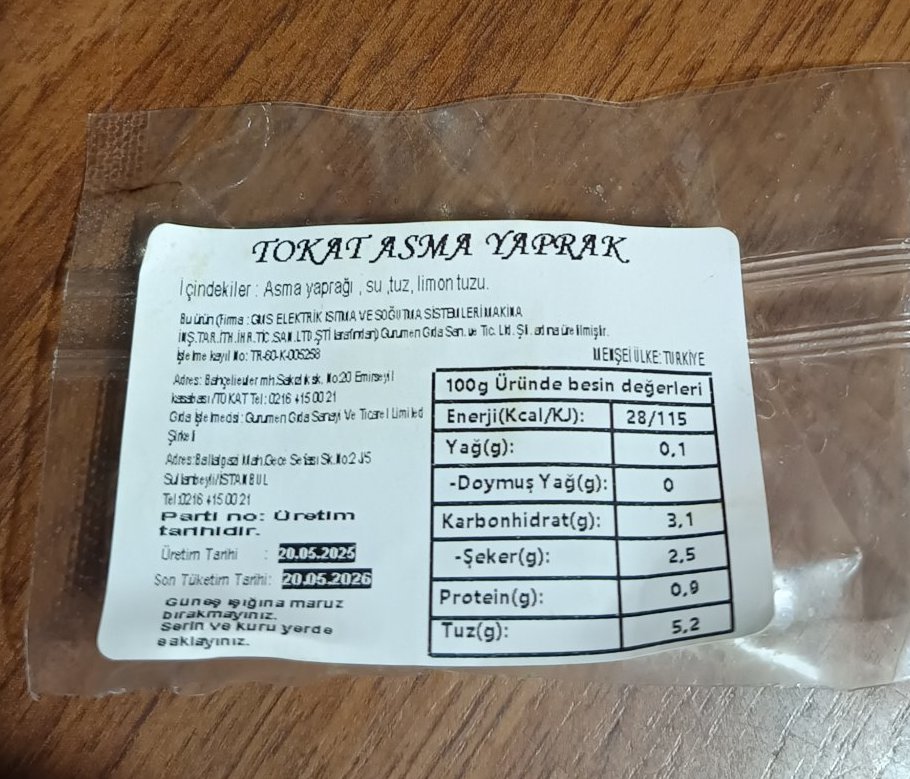 TOKAT ASMA YAPRAK
İçindekiler : Asma yaprağı , su ,tuz, limon tuzu.
Bu ürün (Firma : GMS ELEKTRİK ISITMA VE SOĞUTMA SİSTEMLERİ MAKİNA
İNŞ.TAR.İTH.İHR.TİC.SAN.LTD.ŞTİ tarafından) Gurumen Gıda San. ve Tic. Ltd. Şti. adına üretilmiştir.
İşletme kayıt No: TR-60-K-005258
MENŞEİ ÜLKE: TURKİYE
Adres: Bahçelievler mh. sk. No:20 Emirseyit
kasabası/TOKAT Tel: 0216 415 00 21
Gıda İşletmecisi: Gurumen Gıda Sanayi Ve Ticaret Limited
Şirketi
Adres: Mah.Gece Sefası Sk.No:2 J5
Sultanbeyli/İSTANBUL
Tel:0216 415 00 21
Parti no: Üretim
tarihidir.
Üretim Tarihi : 20.05.2025
Son Tüketim Tarihi: 20.05.2026
Güneş ışığına maruz
bırakmayınız.
Serin ve kuru yerde
saklayınız.
100g Üründe besin değerleri
Enerji(Kcal/KJ): 28/115
Yağ(g): 0,1
-Doymuş Yağ(g): 0
Karbonhidrat(g): 3,1
-Şeker(g): 2,5
Protein(g): 0,9
Tuz(g): 5,2